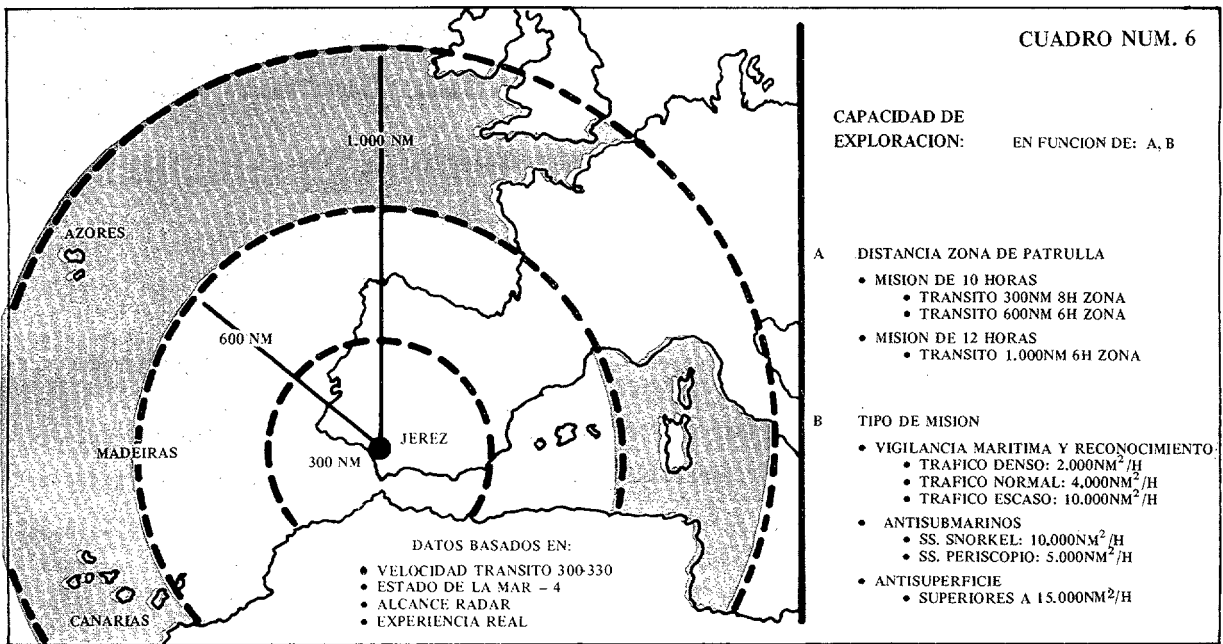 1.000 NM
AZORES
600 NM
JEREZ
MADEIRAS
300 NM
CANARIAS
DATOS BASADOS EN:
• VELOCIDAD TRANSITO 300-330
• ESTADO DE LA MAR – 4
• ALCANCE RADAR
• EXPERIENCIA REAL
CUADRO NUM. 6
CAPACIDAD DE
EXPLORACION: EN FUNCION DE: A, B
A DISTANCIA ZONA DE PATRULLA
• MISION DE 10 HORAS
• TRANSITO 300NM 8H ZONA
• TRANSITO 600NM 6H ZONA
• MISION DE 12 HORAS
• TRANSITO 1.000NM 6H ZONA
B TIPO DE MISION
• VIGILANCIA MARITIMA Y RECONOCIMIENTO
• TRAFICO DENSO: 2.000NM²/H
• TRAFICO NORMAL: 4.000NM²/H
• TRAFICO ESCASO: 10.000NM²/H
• ANTISUBMARINOS
• SS. SNORKEL: 10.000NM²/H
• SS. PERISCOPIO: 5.000NM²/H
• ANTISUPERFICIE
• SUPERIORES A 15.000NM²/H